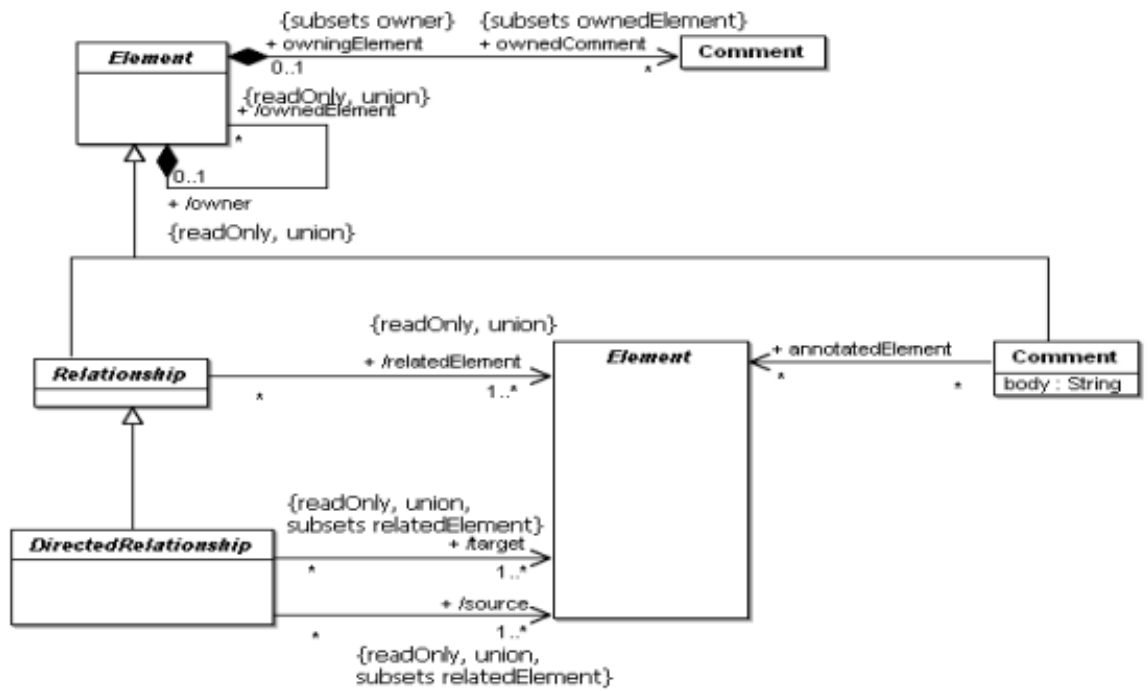 {subsets owner}
{subsets ownedElement}
Element
+ owningElement
+ ownedComment
Comment
0..1
*
{readOnly, union}
+ /ownedElement
*
0..1
+ /owner
{readOnly, union}
{readOnly, union}
Relationship
+ /relatedElement
*
1..*
Element
+ annotatedElement
*
*
Comment
body : String
{readOnly, union,
subsets relatedElement}
DirectedRelationship
+ /target
*
1..*
+ /source
*
1..*
{readOnly, union,
subsets relatedElement}